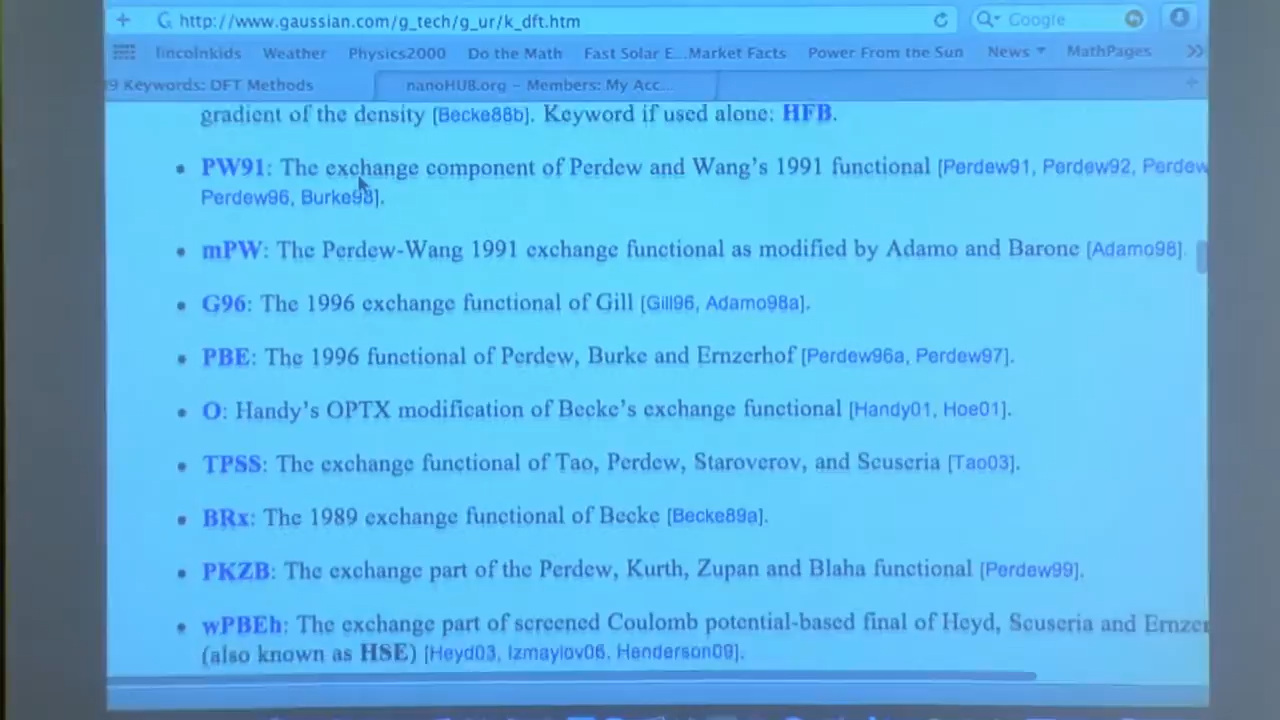 http://www.gaussian.com/g_tech/g_ur/k_dft.htm
Google
lincolnkids Weather Physics2000 Do the Math Fast Solar E...Market Facts Power From the Sun News MathPages
9 Keywords: DFT Methods nanoHUB.org – Members: My Acc...
gradient of the density [Becke88b]. Keyword if used alone: HFB.
• PW91: The exchange component of Perdew and Wang's 1991 functional [Perdew91, Perdew92, Perdew
Perdew96, Burke98].
• mPW: The Perdew-Wang 1991 exchange functional as modified by Adamo and Barone [Adamo98].
• G96: The 1996 exchange functional of Gill [Gill96, Adamo98a].
• PBE: The 1996 functional of Perdew, Burke and Ernzerhof [Perdew96a, Perdew97].
• O: Handy's OPTX modification of Becke's exchange functional [Handy01, Hoe01].
• TPSS: The exchange functional of Tao, Perdew, Staroverov, and Scuseria [Tao03].
• BRx: The 1989 exchange functional of Becke [Becke89a].
• PKZB: The exchange part of the Perdew, Kurth, Zupan and Blaha functional [Perdew99].
• wPBEh: The exchange part of screened Coulomb potential-based final of Heyd, Scuseria and Ernzer
(also known as HSE) [Heyd03, Izmaylov06, Henderson09].